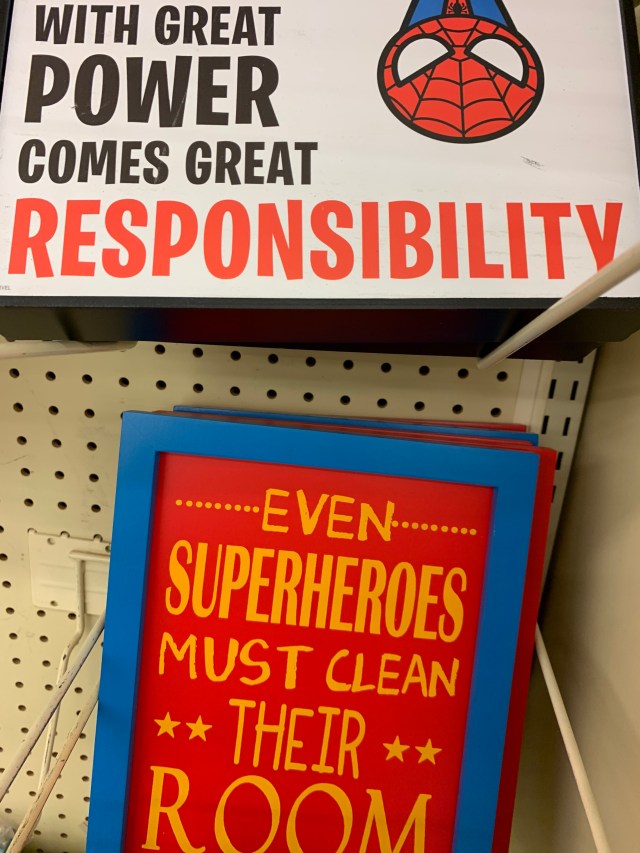 WITH GREAT
POWER
COMES GREAT
RESPONSIBILITY
EVEN
SUPERHEROES
MUST CLEAN
THEIR
ROOM